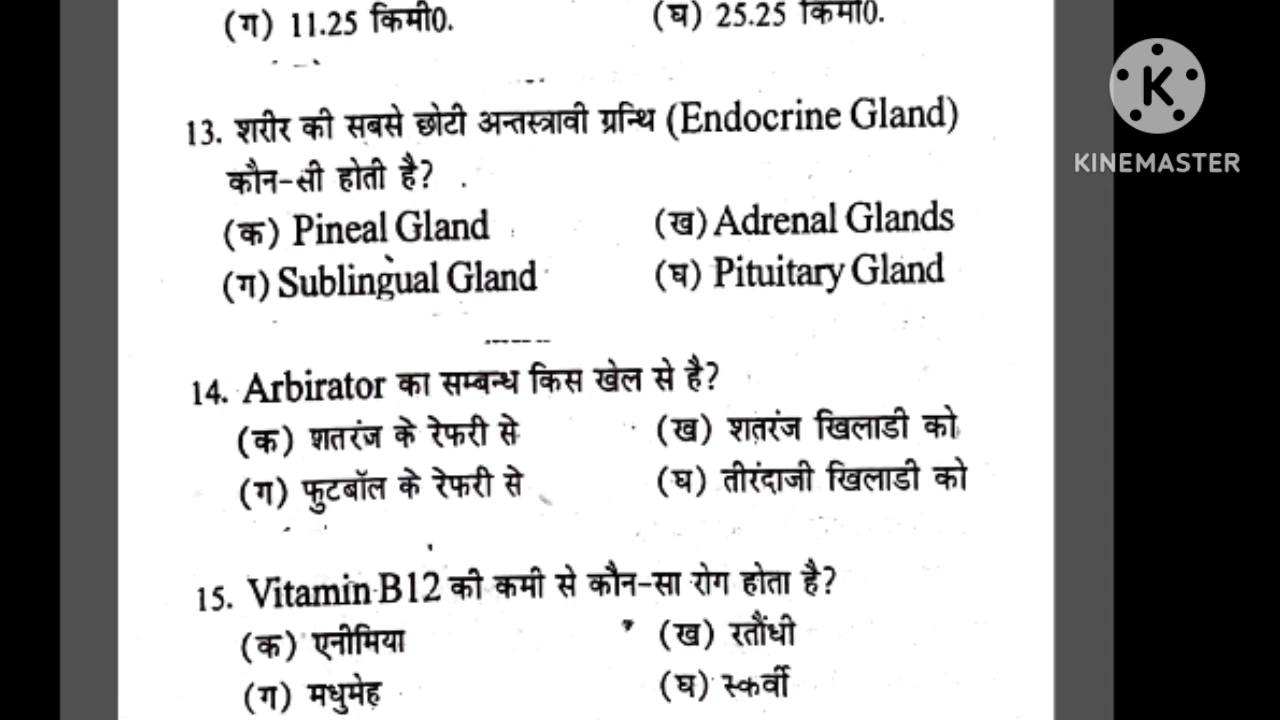 (ग) 11.25 किमी0.
(घ) 25.25 किमी0.
13. शरीर की सबसे छोटी अन्तस्त्रावी ग्रन्थि (Endocrine Gland)
कौन-सी होती है?
(क) Pineal Gland
(ख) Adrenal Glands
(ग) Sublingual Gland
(घ) Pituitary Gland
14. Arbirator का सम्बन्ध किस खेल से है?
(क) शतरंज के रेफरी से
(ख) शतरंज खिलाडी को
(ग) फुटबॉल के रेफरी से
(घ) तीरंदाजी खिलाडी को
15. Vitamin B12 की कमी से कौन-सा रोग होता है?
(क) एनीमिया
(ख) रतौंधी
(ग) मधुमेह
(घ) स्कर्वी
K
KINEMASTER